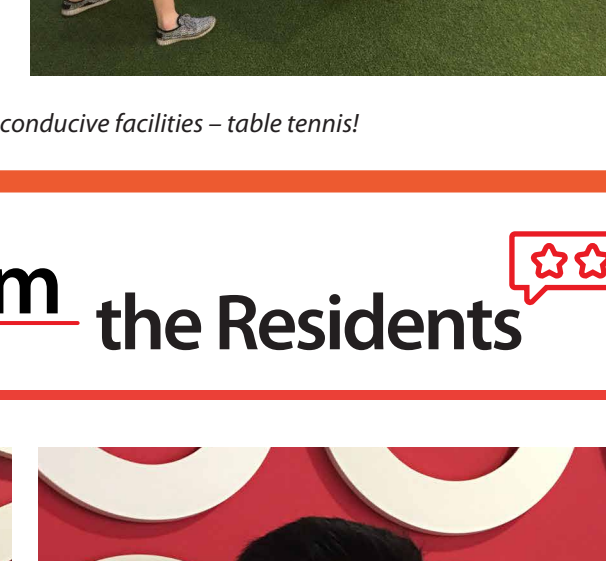 conducive facilities – table tennis!
m
the Residents